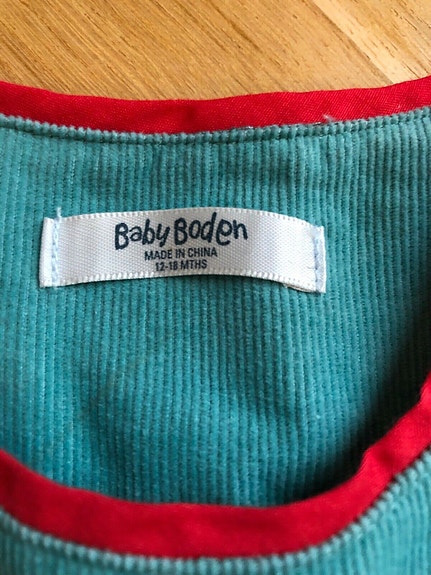 Baby Boden
MADE IN CHINA
12-18 MTHS